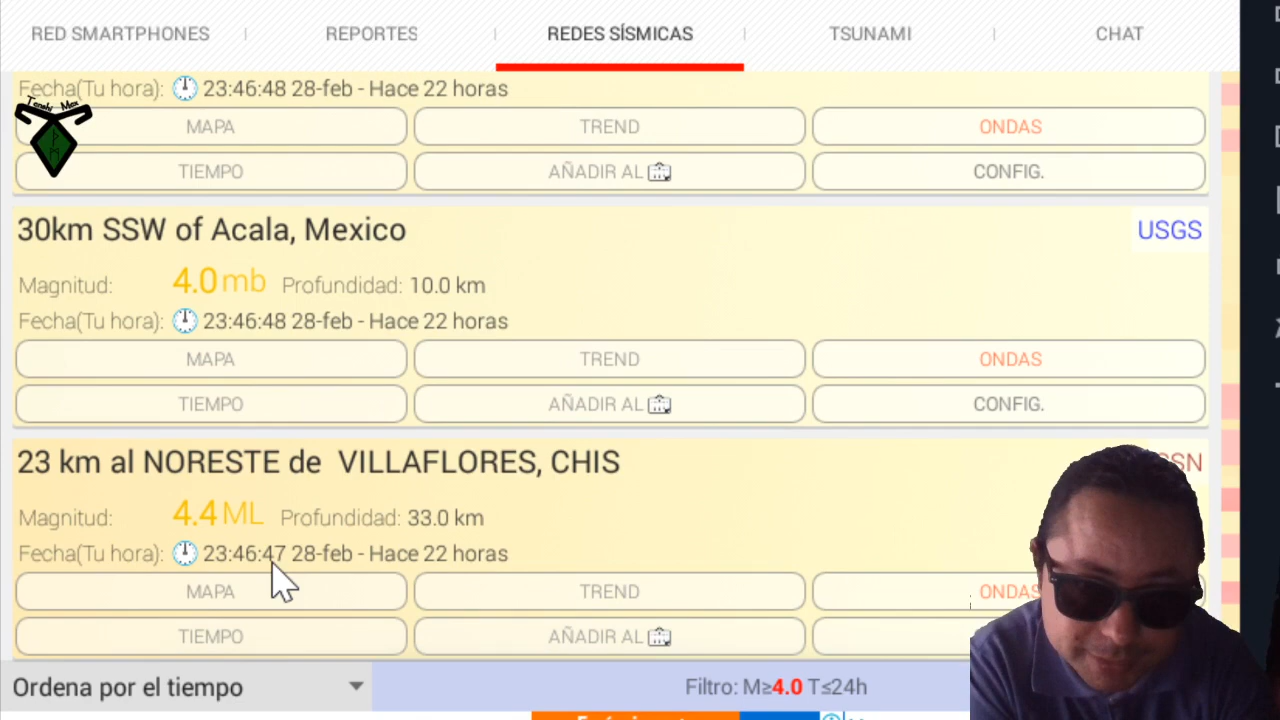 RED SMARTPHONES REPORTES REDES SÍSMICAS TSUNAMI CHAT
Fecha(Tu hora): 23:46:48 28-feb - Hace 22 horas
Tenely Mex
MAPA TREND ONDAS
TIEMPO AÑADIR AL CONFIG.
30km SSW of Acala, Mexico USGS
Magnitud: 4.0 mb Profundidad: 10.0 km
Fecha(Tu hora): 23:46:48 28-feb - Hace 22 horas
MAPA TREND ONDAS
TIEMPO AÑADIR AL CONFIG.
23 km al NORESTE de VILLAFLORES, CHIS SSN
Magnitud: 4.4 ML Profundidad: 33.0 km
Fecha(Tu hora): 23:46:47 28-feb - Hace 22 horas
MAPA TREND ONDAS
TIEMPO AÑADIR AL
Ordena por el tiempo Filtro: M≥4.0 T≤24h